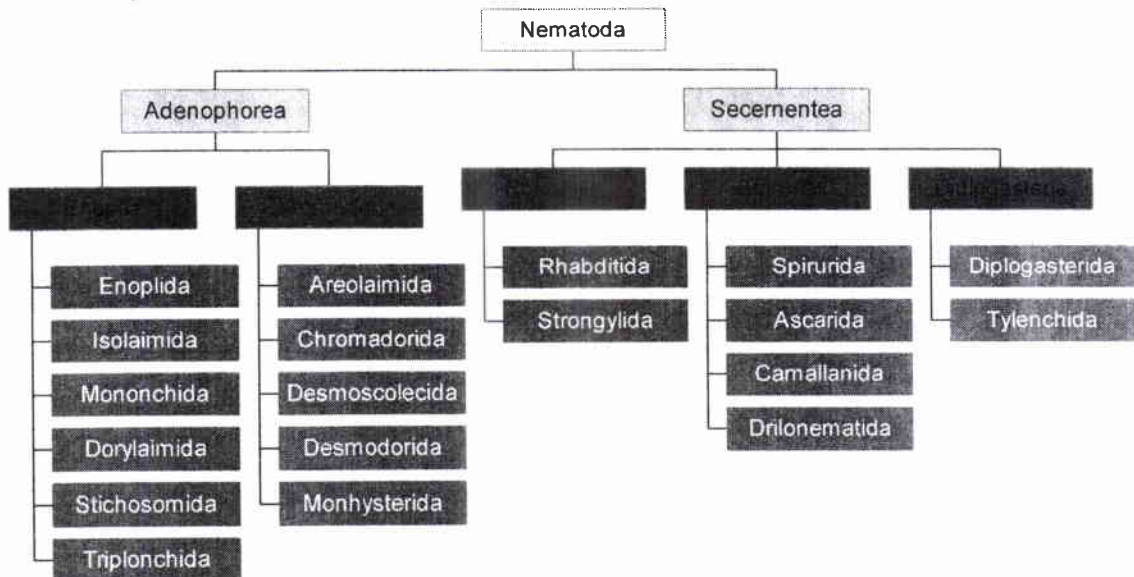 Nematoda
Adenophorea
Secernentea
Diplogasteria
Enoplida
Isolaimida
Mononchida
Dorylaimida
Stichosomida
Triplonchida
Areolaimida
Chromadorida
Desmoscolecida
Desmodorida
Monhysterida
Rhabditida
Strongylida
Spirurida
Ascarida
Camallanida
Drilonematida
Diplogasterida
Tylenchida